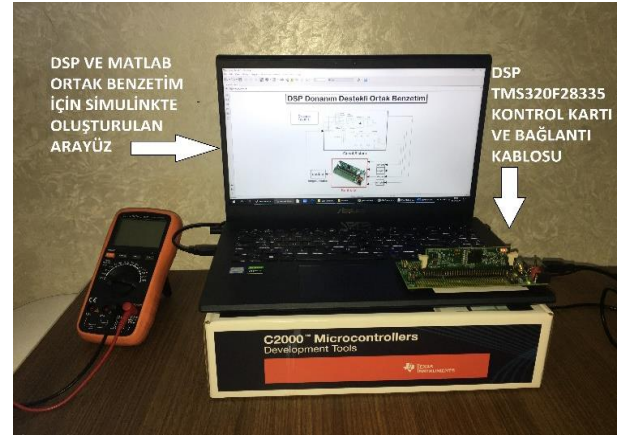 DSP VE MATLAB
ORTAK BENZETİM
İÇİN SİMULİNKTE
OLUŞTURULAN
ARAYÜZ
DSP Donanım Destekli Ortak Benzetim
DSP
TMS320F28335
KONTROL KARTI
VE BAĞLANTI
KABLOSU
C2000™ Microcontrollers
Development Tools
TEXAS
INSTRUMENTS